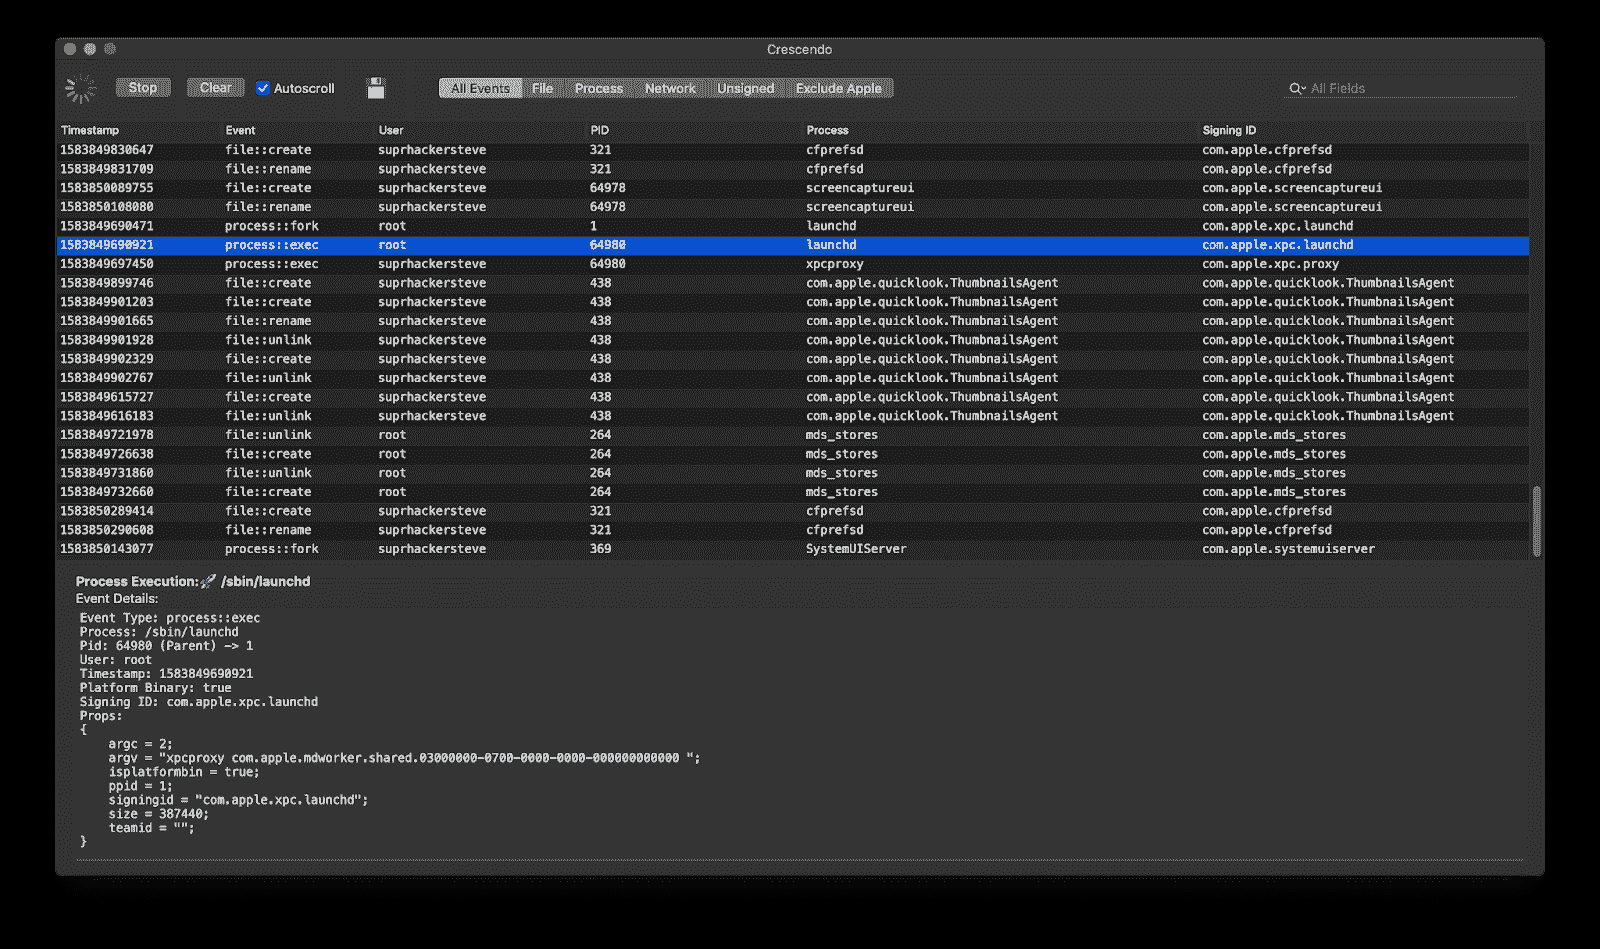 Crescendo
Stop Clear Autoscroll All Events File Process Network Unsigned Exclude Apple All Fields
Timestamp Event User PID Process Signing ID
1583849830647 file::create suprhackersteve 321 cfprefsd com.apple.cfprefsd
1583849831709 file::rename suprhackersteve 321 cfprefsd com.apple.cfprefsd
1583850089755 file::create suprhackersteve 64978 screencaptureui com.apple.screencaptureui
1583850108080 file::rename suprhackersteve 64978 screencaptureui com.apple.screencaptureui
1583849690471 process::fork root 1 launchd com.apple.xpc.launchd
1583849690921 process::exec root 64980 launchd com.apple.xpc.launchd
1583849697450 process::exec suprhackersteve 64980 xpcproxy com.apple.xpc.proxy
1583849899746 file::create suprhackersteve 438 com.apple.quicklook.ThumbnailsAgent com.apple.quicklook.ThumbnailsAgent
1583849901203 file::create suprhackersteve 438 com.apple.quicklook.ThumbnailsAgent com.apple.quicklook.ThumbnailsAgent
1583849901665 file::rename suprhackersteve 438 com.apple.quicklook.ThumbnailsAgent com.apple.quicklook.ThumbnailsAgent
1583849901928 file::unlink suprhackersteve 438 com.apple.quicklook.ThumbnailsAgent com.apple.quicklook.ThumbnailsAgent
1583849902329 file::create suprhackersteve 438 com.apple.quicklook.ThumbnailsAgent com.apple.quicklook.ThumbnailsAgent
1583849902767 file::unlink suprhackersteve 438 com.apple.quicklook.ThumbnailsAgent com.apple.quicklook.ThumbnailsAgent
1583849615727 file::create suprhackersteve 438 com.apple.quicklook.ThumbnailsAgent com.apple.quicklook.ThumbnailsAgent
1583849616183 file::unlink suprhackersteve 438 com.apple.quicklook.ThumbnailsAgent com.apple.quicklook.ThumbnailsAgent
1583849721978 file::unlink root 264 mds_stores com.apple.mds_stores
1583849726638 file::create root 264 mds_stores com.apple.mds_stores
1583849731860 file::unlink root 264 mds_stores com.apple.mds_stores
1583849732660 file::create root 264 mds_stores com.apple.mds_stores
1583850289414 file::create suprhackersteve 321 cfprefsd com.apple.cfprefsd
1583850290608 file::rename suprhackersteve 321 cfprefsd com.apple.cfprefsd
1583850143077 process::fork suprhackersteve 369 SystemUIServer com.apple.systemuiserver
Process Execution:🚀 /sbin/launchd
Event Details:
Event Type: process::exec
Process: /sbin/launchd
Pid: 64980 (Parent) -> 1
User: root
Timestamp: 1583849690921
Platform Binary: true
Signing ID: com.apple.xpc.launchd
Props:
{
argc = 2;
argv = "xpcproxy com.apple.mdworker.shared.03000000-0700-0000-0000-000000000000 ";
isplatformbin = true;
ppid = 1;
signingid = "com.apple.xpc.launchd";
size = 387440;
teamid = "";
}